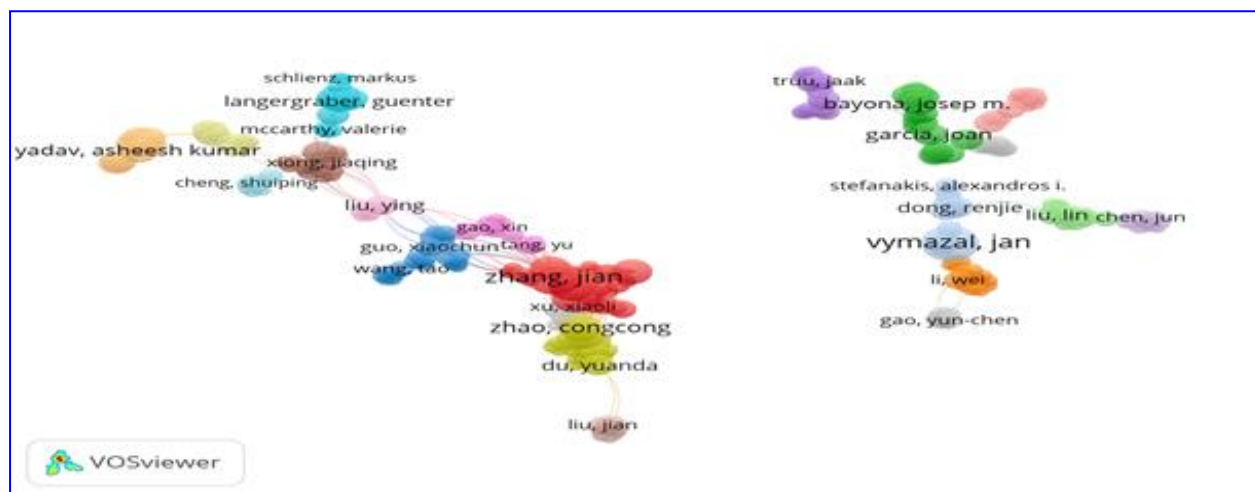 schlienz, markus
langergraber, guenter
mccarthy, valerie
yadav, asheesh kumar
xiong, jiaqing
cheng, shuiping
liu, ying
gao, xin
guo, xiaochun
tang, yu
wang, tao
zhang, jian
xu, xiaoli
zhao, congcong
du, yuanda
liu, jian
truu, jaak
bayona, josep m.
garcia, joan
stefanakis, alexandros i.
dong, renjie
liu, lin
chen, jun
vymazal, jan
li, wei
gao, yun-chen
VOSviewer